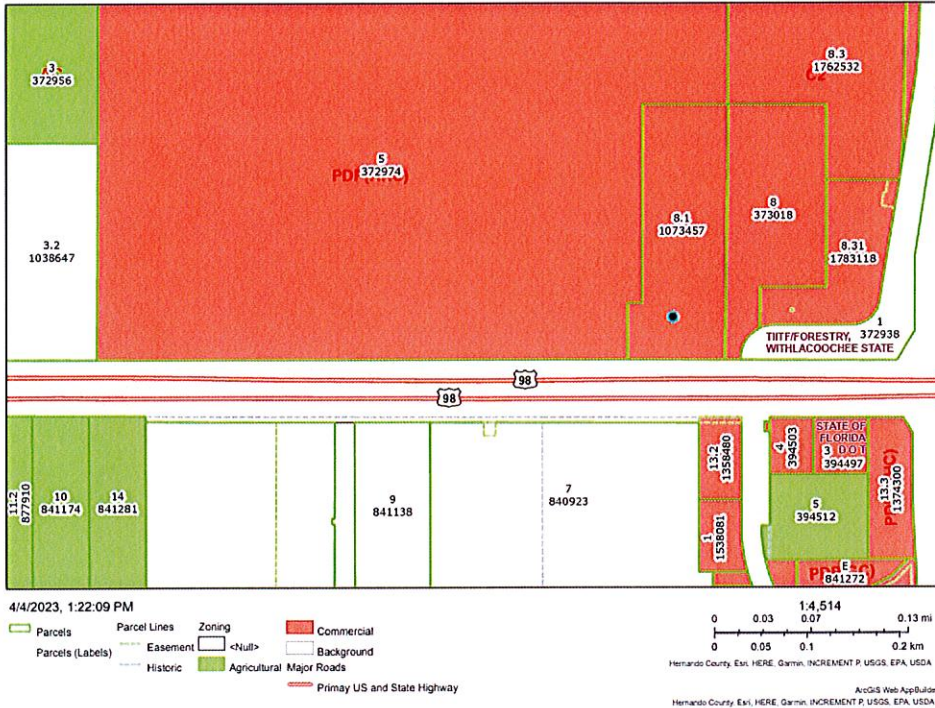 3
372956
8.3
1762532
C2
5
372974
8.1
1073457
8
373018
3.2
1038647
8.31
1783118
1
372938
TIITF/FORESTRY,
WITHLACOOCHEE STATE
98
98
11.2
877910
10
841174
14
841281
9
841138
7
840923
13.2
1358480
1
1538081
4
394503
STATE OF
FLORIDA
D O T
3
394497
5
394512
13.3
1374300
E
841272
4/4/2023, 1:22:09 PM
Parcels
Parcels (Labels)
Parcel Lines
Easement
Historic
Zoning
<Null>
Agricultural
Commercial
Background
Major Roads
Primay US and State Highway
1:4,514
0 0.03 0.07 0.13 mi
0 0.05 0.1 0.2 km
Hernando County, Esri, HERE, Garmin, INCREMENT P, USGS, EPA, USDA
ArcGIS Web AppBuilde
Hernando County, Esri, HERE, Garmin, INCREMENT P, USGS, EPA, USDA